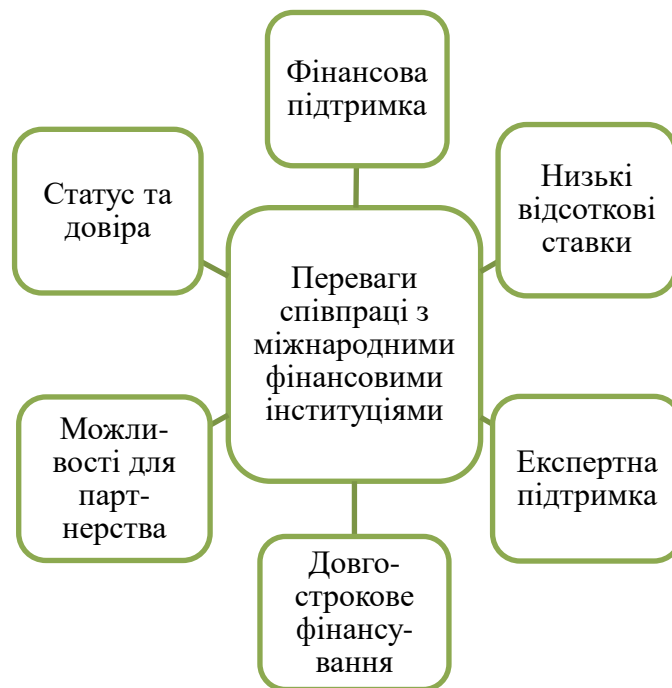 Фінансова
підтримка
Статус та
довіра
Низькі
відсоткові
ставки
Переваги
співпраці з
міжнародними
фінансовими
інституціями
Можли-
вості для
парт-
нерства
Експертна
підтримка
Довго-
строкове
фінансу-
вання